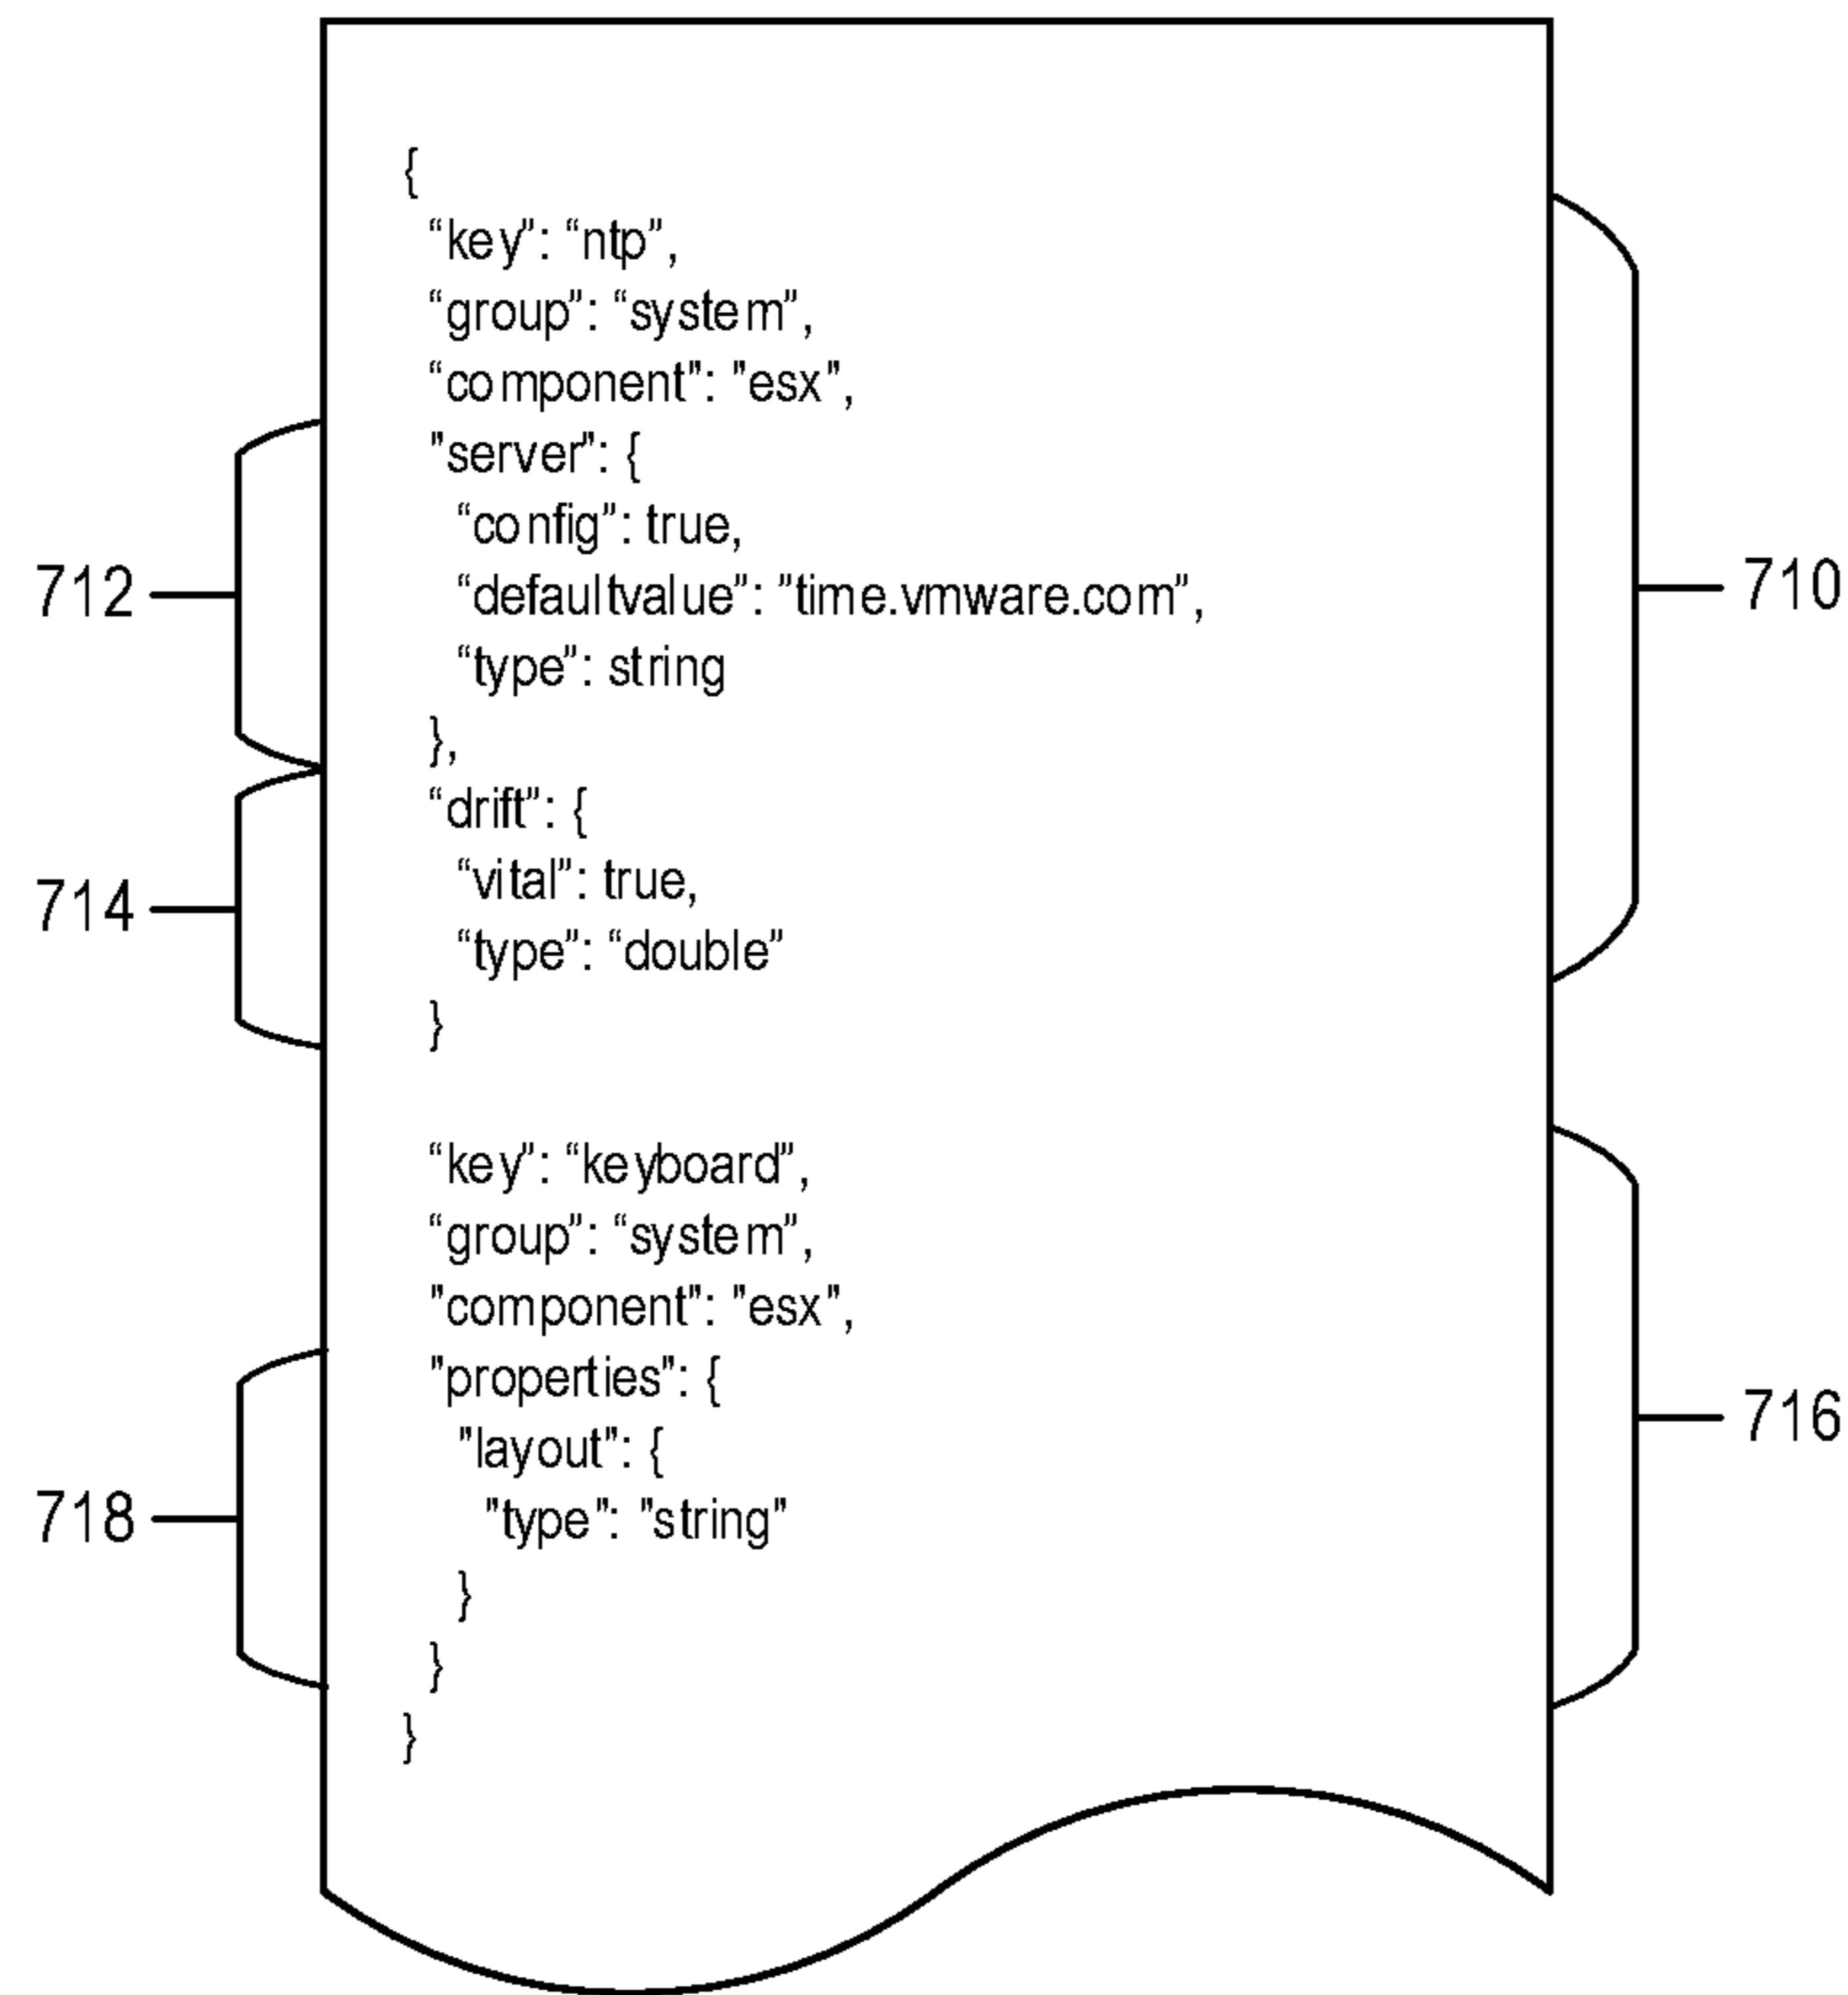 {
“key”: “ntp”,
“group”: “system”,
“component”: "esx",
"server": {
“config”: true,
“defaultvalue”: "time.vmware.com",
“type”: string
},
“drift”: {
“vital”: true,
“type”: “double”
}
“key”: “keyboard”,
“group”: “system”,
"component": "esx",
"properties": {
"layout": {
"type": "string"
}
}
}
712
714
718
710
716